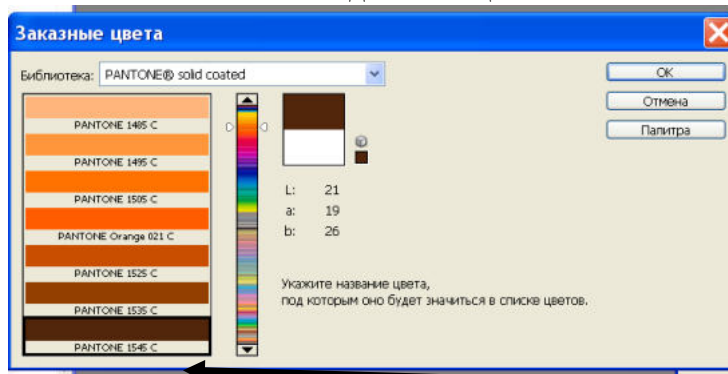 Заказные цвета
Библиотека: PANTONE® solid coated
OK
Отмена
Палитра
PANTONE 1485 C
PANTONE 1495 C
PANTONE 1505 C
PANTONE Orange 021 C
PANTONE 1525 C
PANTONE 1535 C
PANTONE 1545 C
L: 21
a: 19
b: 26
Укажите название цвета,
под которым оно будет значиться в списке цветов.